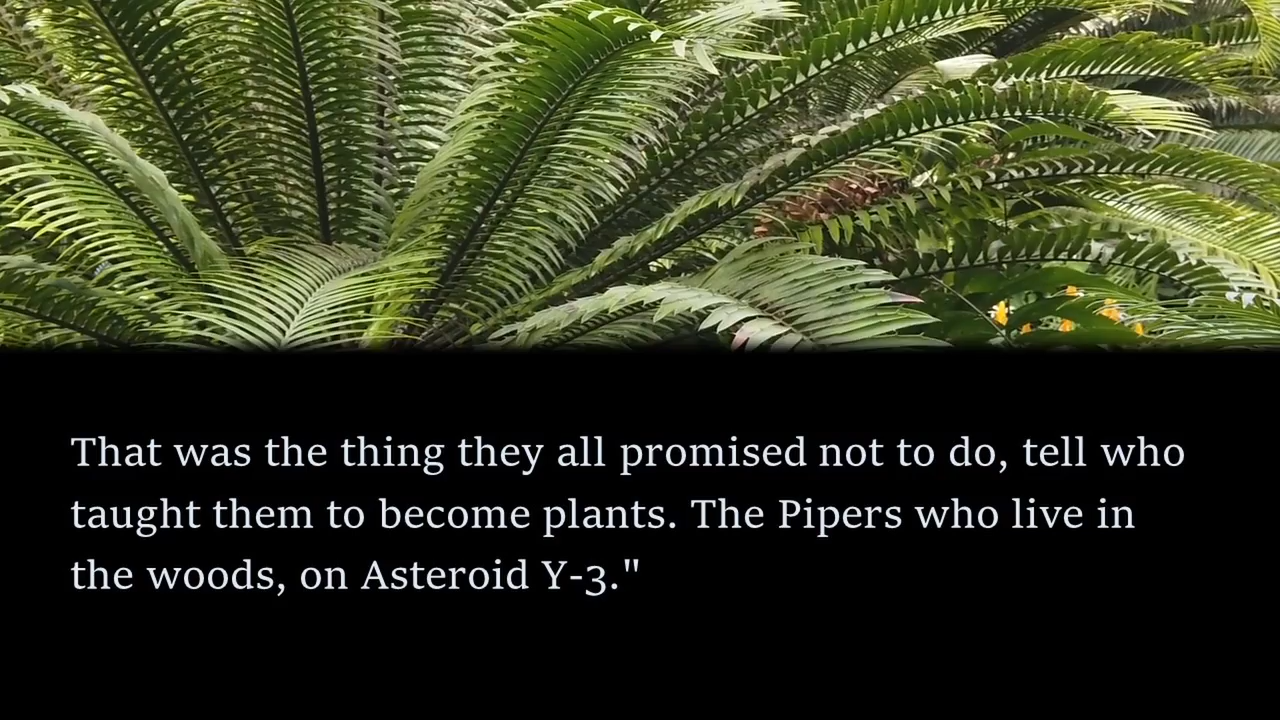 That was the thing they all promised not to do, tell who
taught them to become plants. The Pipers who live in
the woods, on Asteroid Y-3."